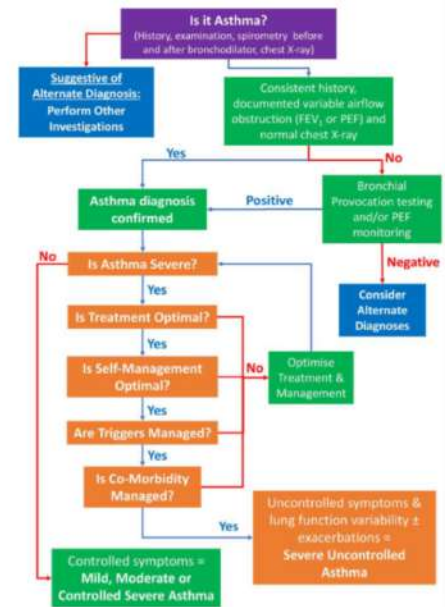 Is it Asthma?
(History, examination, spirometry before
and after bronchodilator, chest X-ray)
Suggestive of
Alternate Diagnosis:
Perform Other
Investigations
Consistent history,
documented variable airflow
obstruction (FEV₁ or PEF) and
normal chest X-ray
Yes
No
Asthma diagnosis
confirmed
Positive
Bronchial
Provocation testing
and/or PEF
monitoring
No
Is Asthma Severe?
Negative
Yes
Consider
Alternate
Diagnoses
Is Treatment Optimal?
Yes
No
Is Self-Management
Optimal?
Optimise
Treatment &
Management
Yes
Are Triggers Managed?
Yes
Is Co-Morbidity
Managed?
Yes
Uncontrolled symptoms &
lung function variability ±
exacerbations =
Severe Uncontrolled
Asthma
Controlled symptoms =
Mild, Moderate or
Controlled Severe Asthma